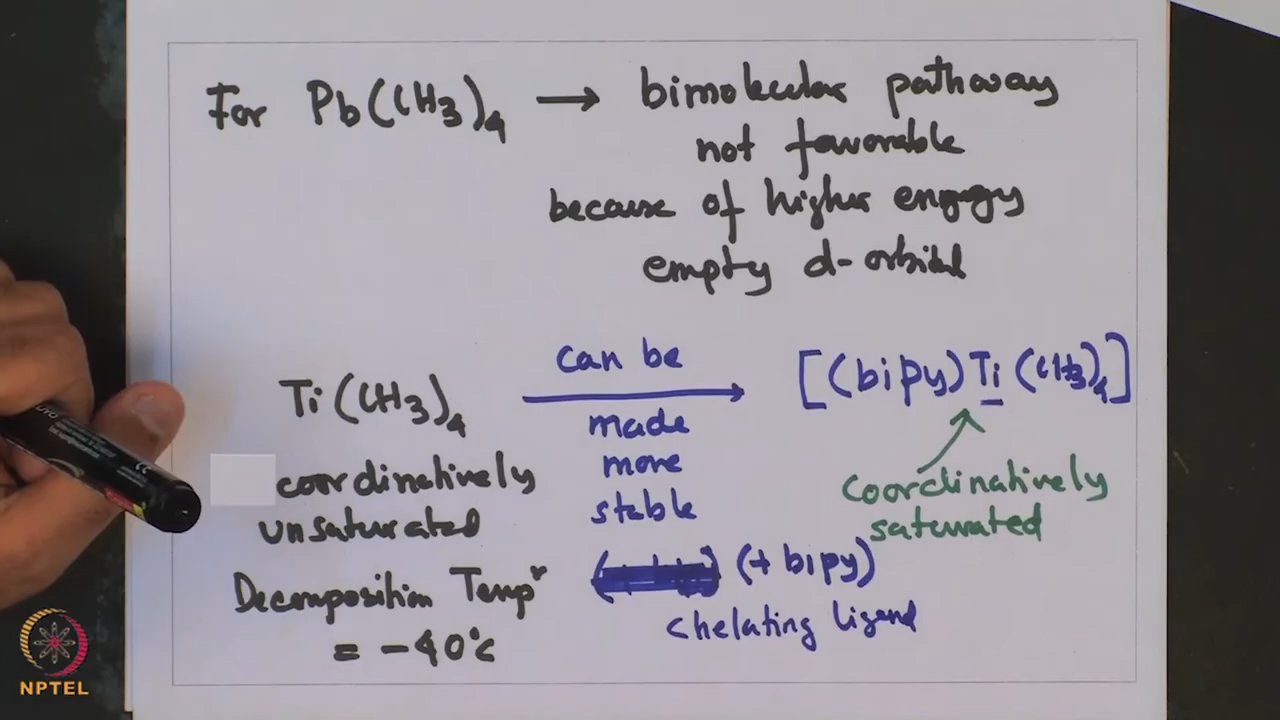 For Pb(CH3)4 → bimolecular pathway
not favorable
because of higher energy
empty d-orbital
Ti(CH3)4
coordinatively
unsaturated
Decomposition Tempr
= -40°C
can be
made
more
stable
(+ bipy)
chelating ligand
[(bipy)Ti(CH3)4]
Coordinatively
saturated
NPTEL